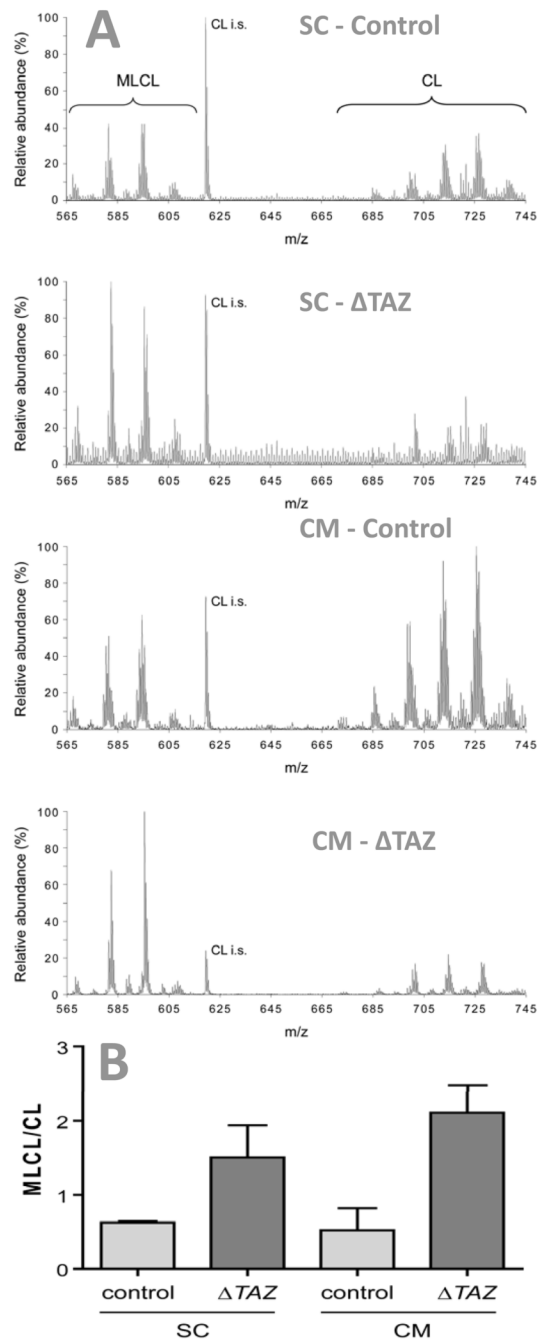 A
SC - Control
CL i.s.
MLCL
CL
Relative abundance (%)
100
80
60
40
20
0
565 585 605 625 645 665 685 705 725 745
m/z
SC - ΔTAZ
CL i.s.
Relative abundance (%)
100
80
60
40
20
0
565 585 605 625 645 665 685 705 725 745
m/z
CM - Control
CL i.s.
Relative abundance (%)
100
80
60
40
20
0
565 585 605 625 645 665 685 705 725 745
m/z
CM - ΔTAZ
CL i.s.
Relative abundance (%)
100
80
60
40
20
0
565 585 605 625 645 665 685 705 725 745
m/z
B
MLCL/CL
3
2
1
0
control ΔTAZ control ΔTAZ
SC CM